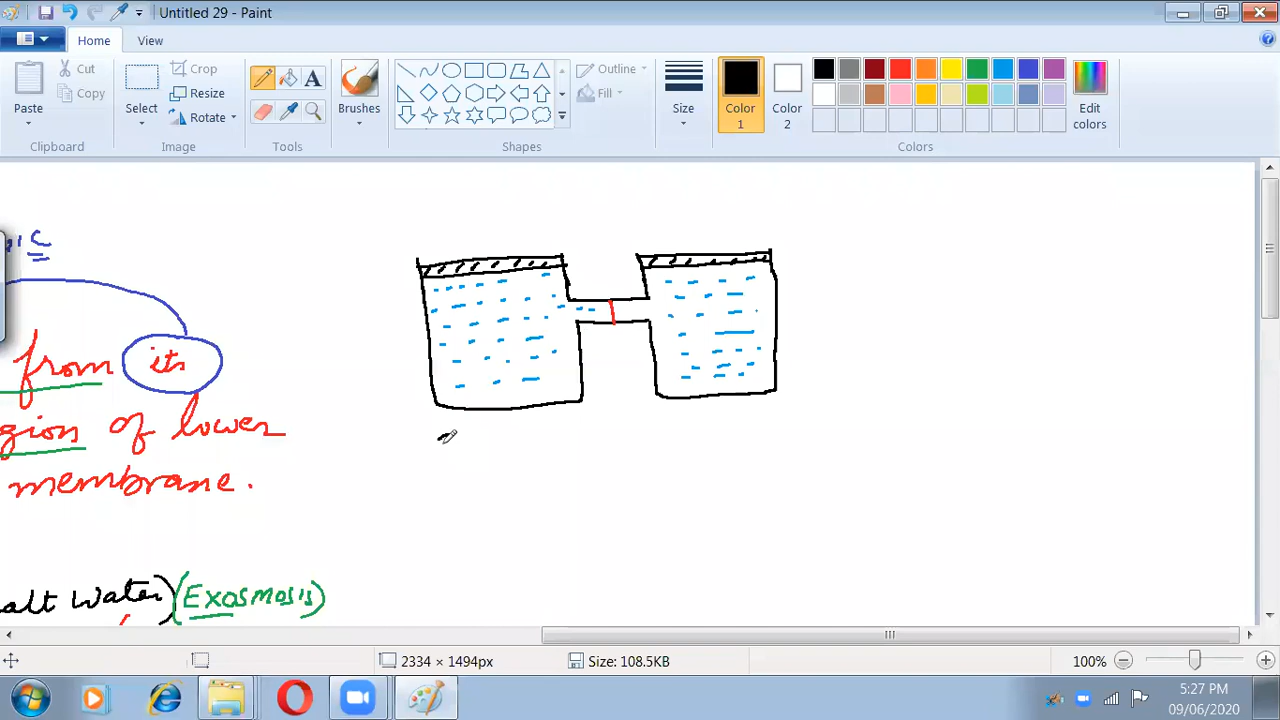 Untitled 29 - Paint
Home View
Paste
Cut
Copy
Clipboard
Select
Crop
Resize
Rotate
Image
Tools
Brushes
Shapes
Outline
Fill
Size
Color 1
Color 2
Edit colors
Colors
from its
gion of lower
membrane.
alt Water) (Exosmosis)
2334 × 1494px
Size: 108.5KB
100%
5:27 PM
09/06/2020